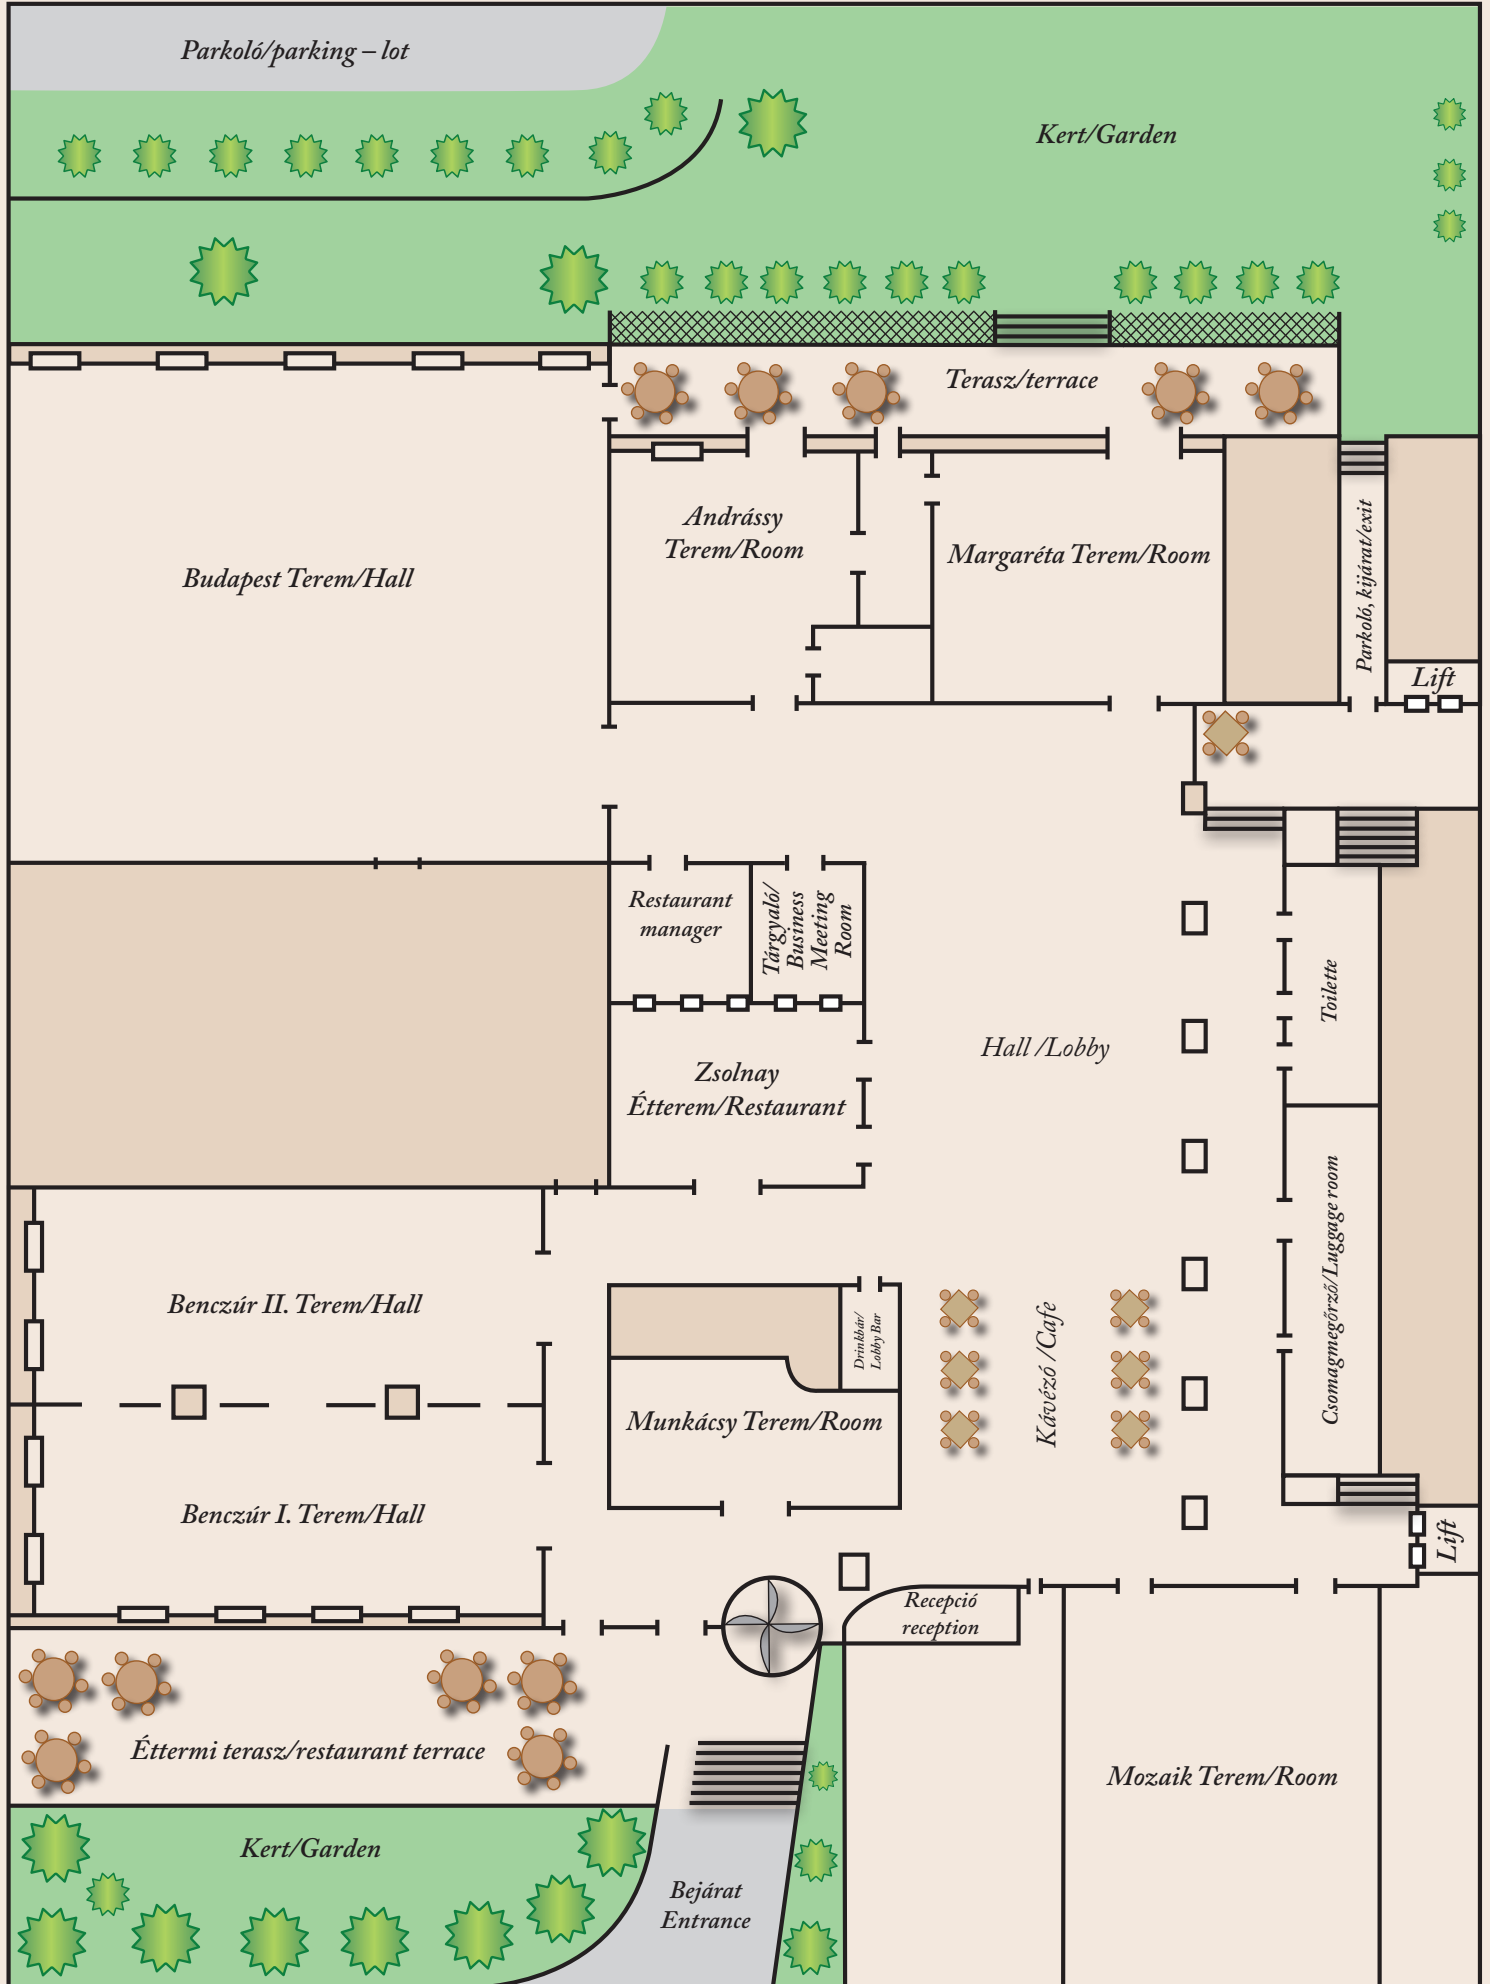 Parkoló/parking – lot
Kert/Garden
Terasz/terrace
Andrássy
Terem/Room
Margaréta Terem/Room
Budapest Terem/Hall
Parkoló, kijárat/exit
Lift
Restaurant
manager
Tárgyaló/
Business
Meeting
Room
Toilette
Hall /Lobby
Zsolnay
Étterem/Restaurant
Csomagmegőrző/Luggage room
Benczúr II. Terem/Hall
Drinkbár/
Lobby Bar
Kávézó /Cafe
Munkácsy Terem/Room
Benczúr I. Terem/Hall
Lift
Recepció
reception
Éttermi terasz/restaurant terrace
Mozaik Terem/Room
Kert/Garden
Bejárat
Entrance